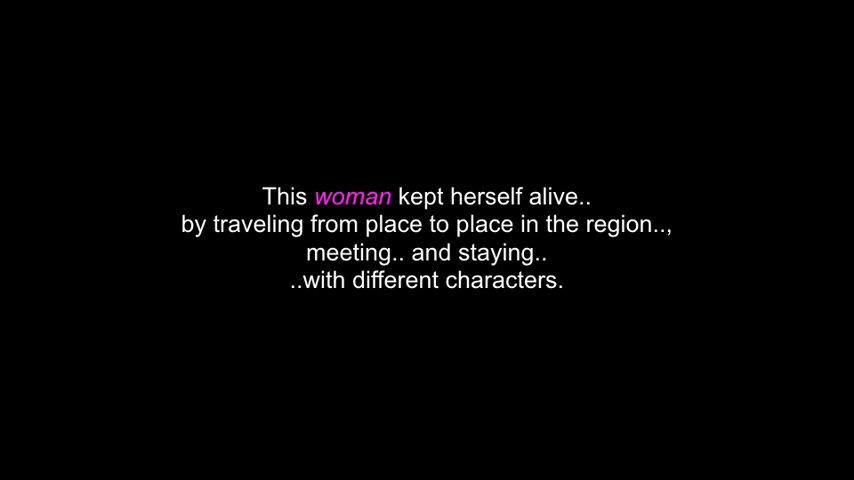 This woman kept herself alive..
by traveling from place to place in the region..,
meeting.. and staying..
..with different characters.